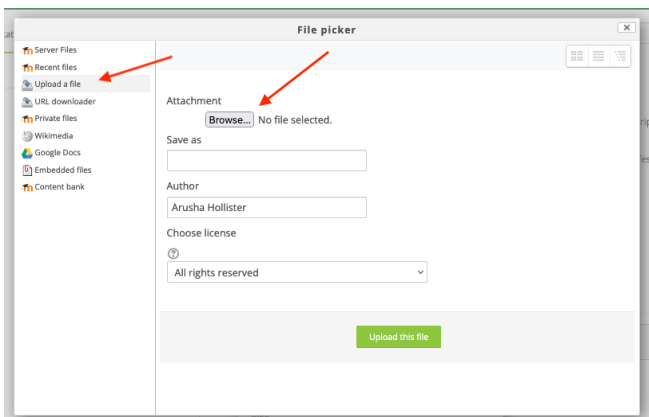 File picker
Server Files
Recent files
Upload a file
URL downloader
Private files
Wikimedia
Google Docs
Embedded files
Content bank
Attachment
Browse... No file selected.
Save as
Author
Arusha Hollister
Choose license
All rights reserved
Upload this file